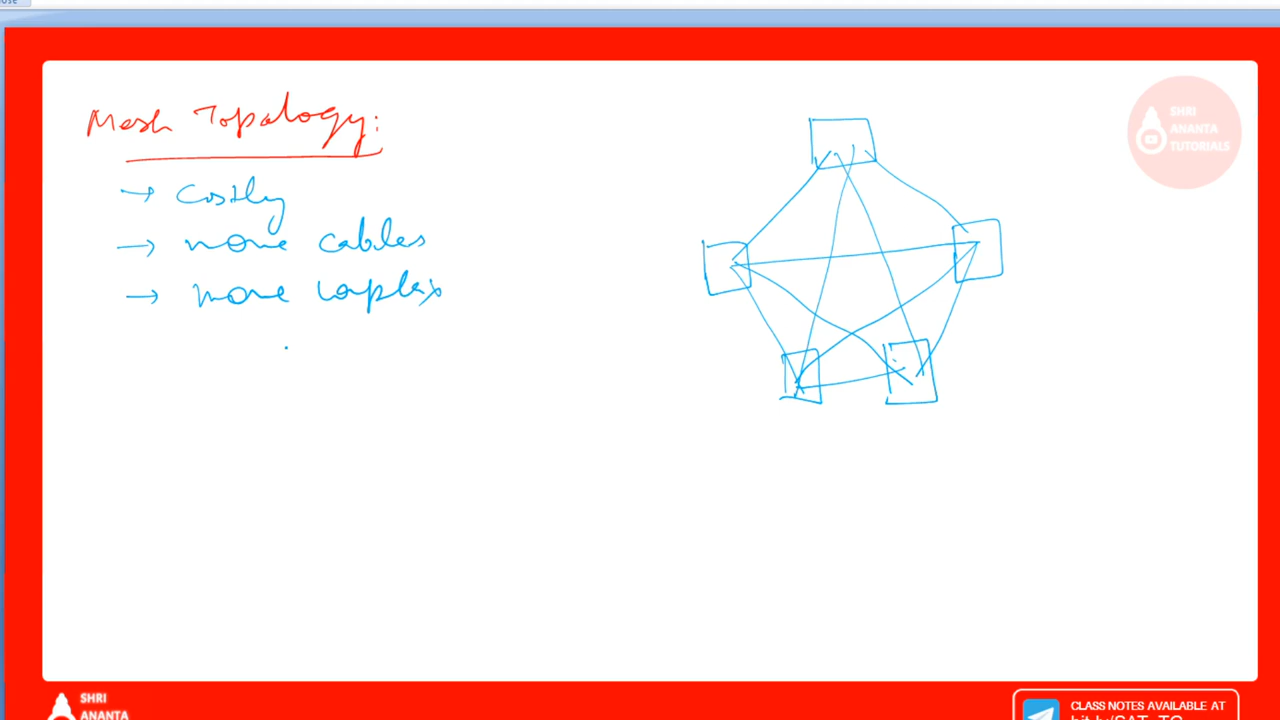 Mesh Topology:
→ Costly
→ more cables
→ more complex
SHRI
ANANTA
TUTORIALS
SHRI
ANANTA
CLASS NOTES AVAILABLE AT